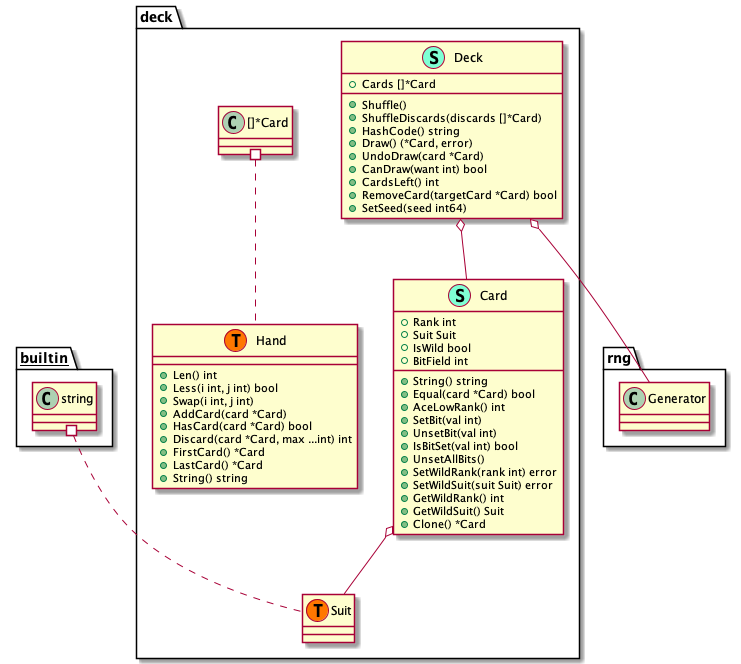 deck
S Deck
Cards []*Card
Shuffle()
ShuffleDiscards(discards []*Card)
HashCode() string
Draw() (*Card, error)
UndoDraw(card *Card)
CanDraw(want int) bool
CardsLeft() int
RemoveCard(targetCard *Card) bool
SetSeed(seed int64)
C []*Card
S Card
Rank int
Suit Suit
IsWild bool
BitField int
String() string
Equal(card *Card) bool
AceLowRank() int
SetBit(val int)
UnsetBit(val int)
IsBitSet(val int) bool
UnsetAllBits()
SetWildRank(rank int) error
SetWildSuit(suit Suit) error
GetWildRank() int
GetWildSuit() Suit
Clone() *Card
T Hand
Len() int
Less(i int, j int) bool
Swap(i int, j int)
AddCard(card *Card)
HasCard(card *Card) bool
Discard(card *Card, max ...int) int
FirstCard() *Card
LastCard() *Card
String() string
builtin
C string
rng
C Generator
T Suit